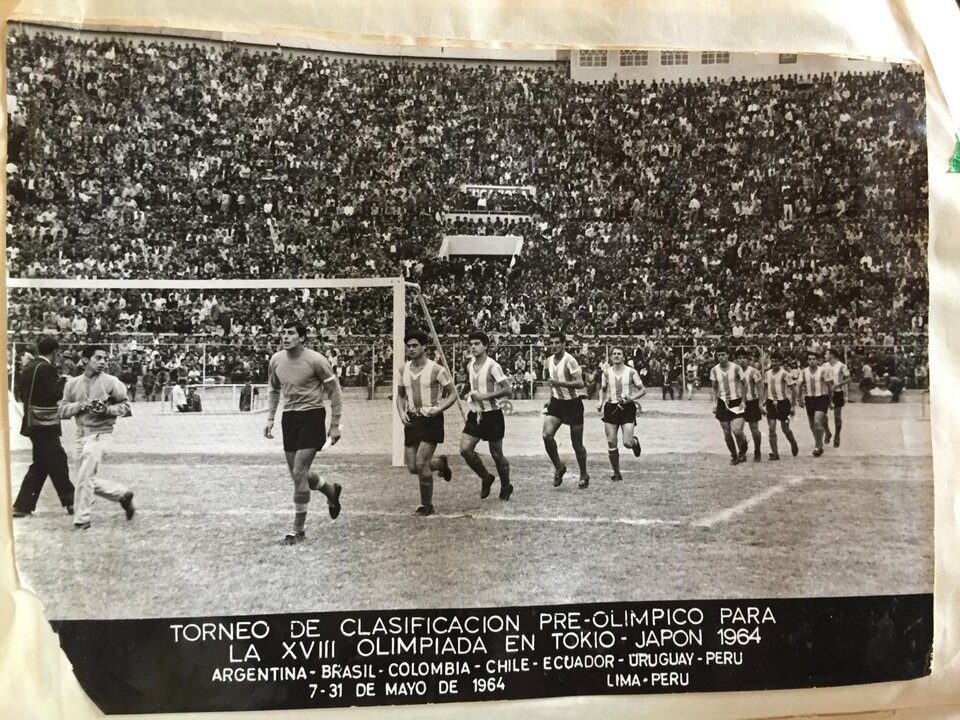 TORNEO DE CLASIFICACION PRE-OLIMPICO PARA
LA XVIII OLIMPIADA EN TOKIO - JAPON 1964
ARGENTINA - BRASIL - COLOMBIA - CHILE - ECUADOR - URUGUAY - PERU
7-31 DE MAYO DE 1964 LIMA - PERU